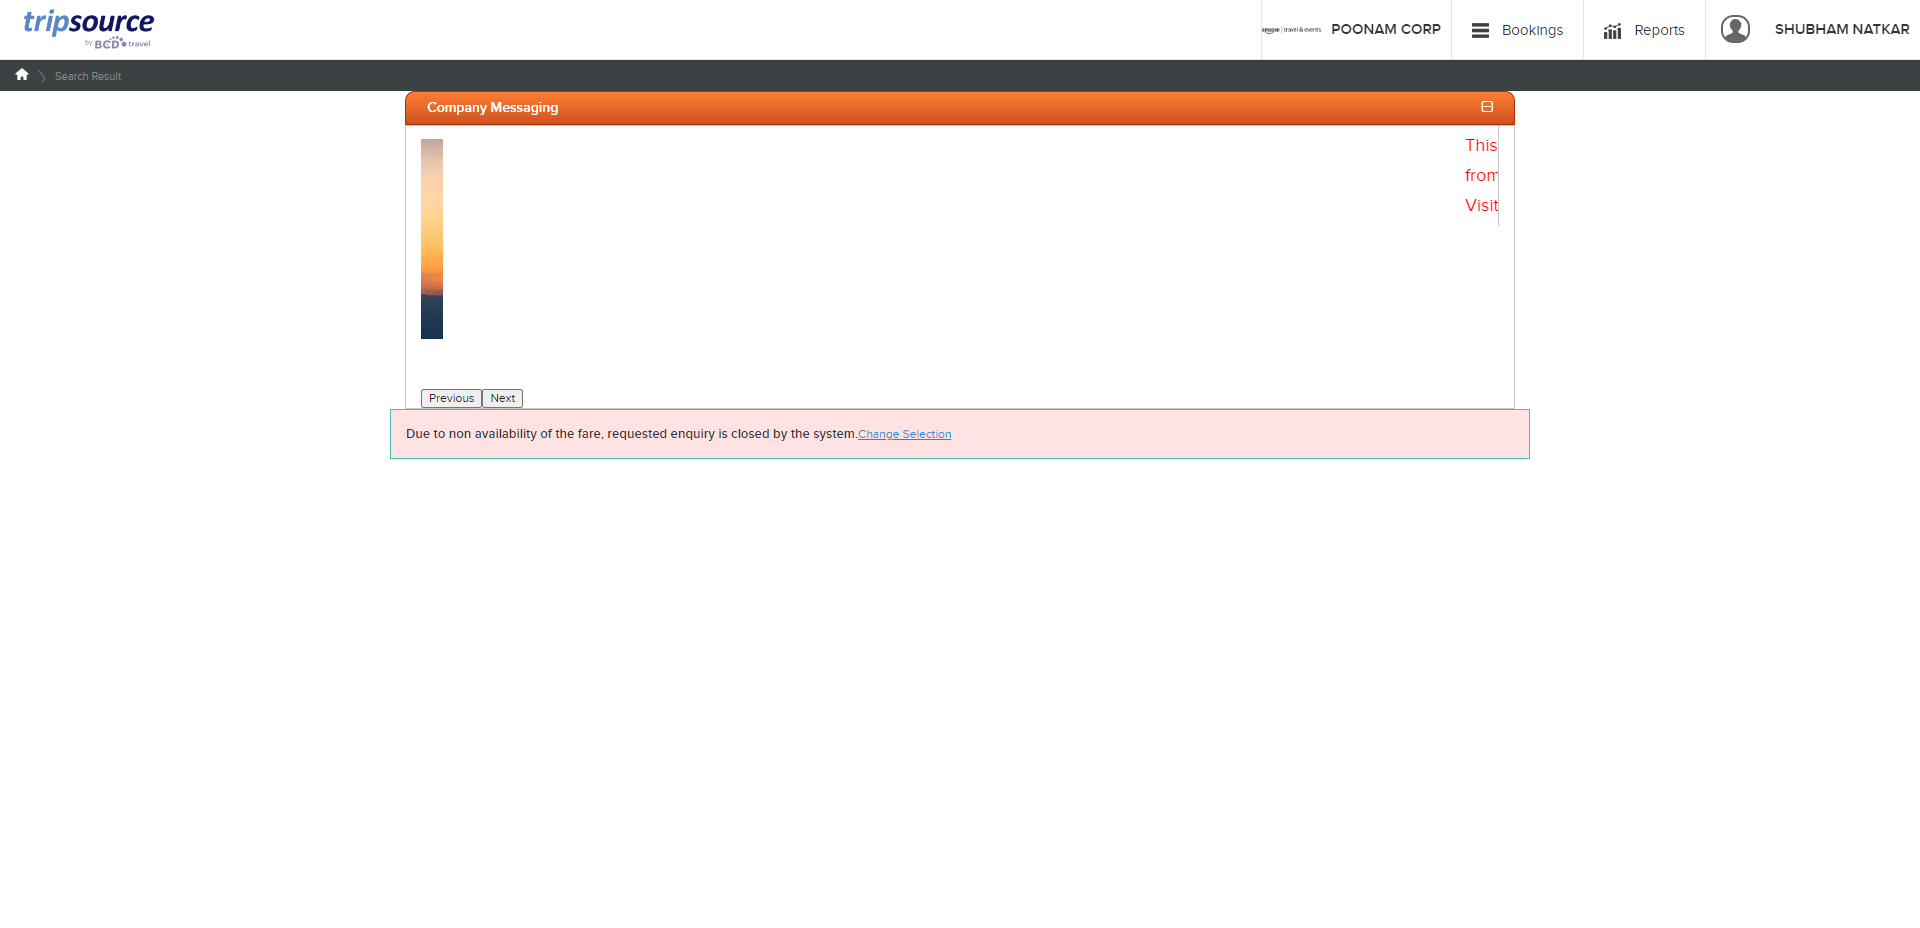 tripsource
by BCD travel
amazon | travel & events
POONAM CORP
Bookings
Reports
SHUBHAM NATKAR
Search Result
Company Messaging
This
from
Visit
Previous
Next
Due to non availability of the fare, requested enquiry is closed by the system.Change Selection